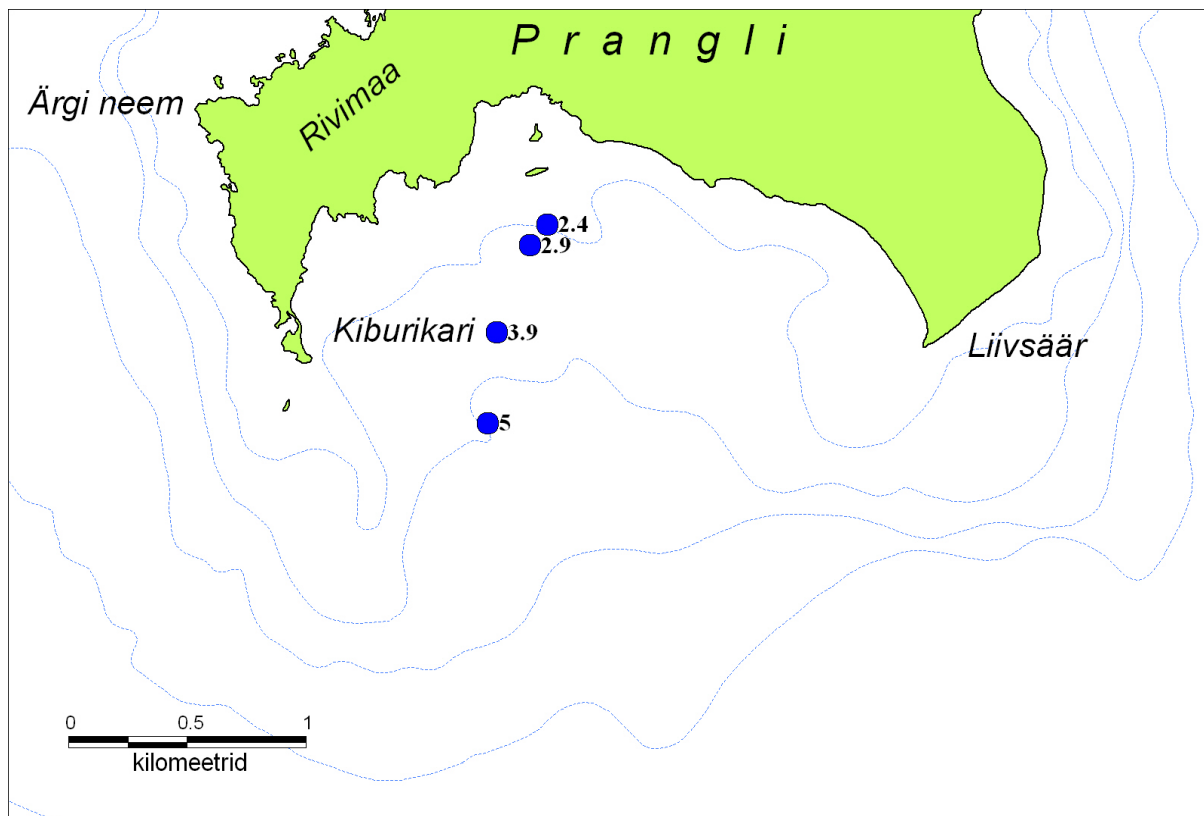 Prangli
Ärgi neem
Rivimaa
2.4
2.9
Kiburikari
3.9
Liivsäär
5
0 0.5 1
kilomeetrid